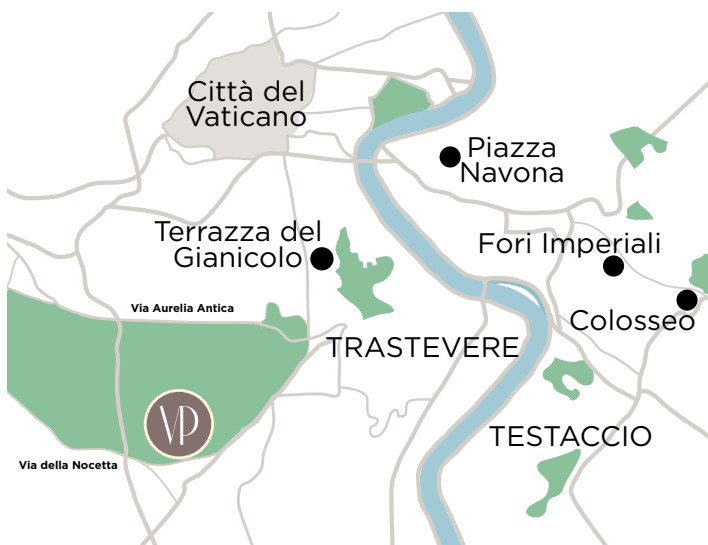 Città del
Vaticano
Piazza
Navona
Terrazza del
Gianicolo
Fori Imperiali
Via Aurelia Antica
Colosseo
TRASTEVERE
VP
TESTACCIO
Via della Nocetta